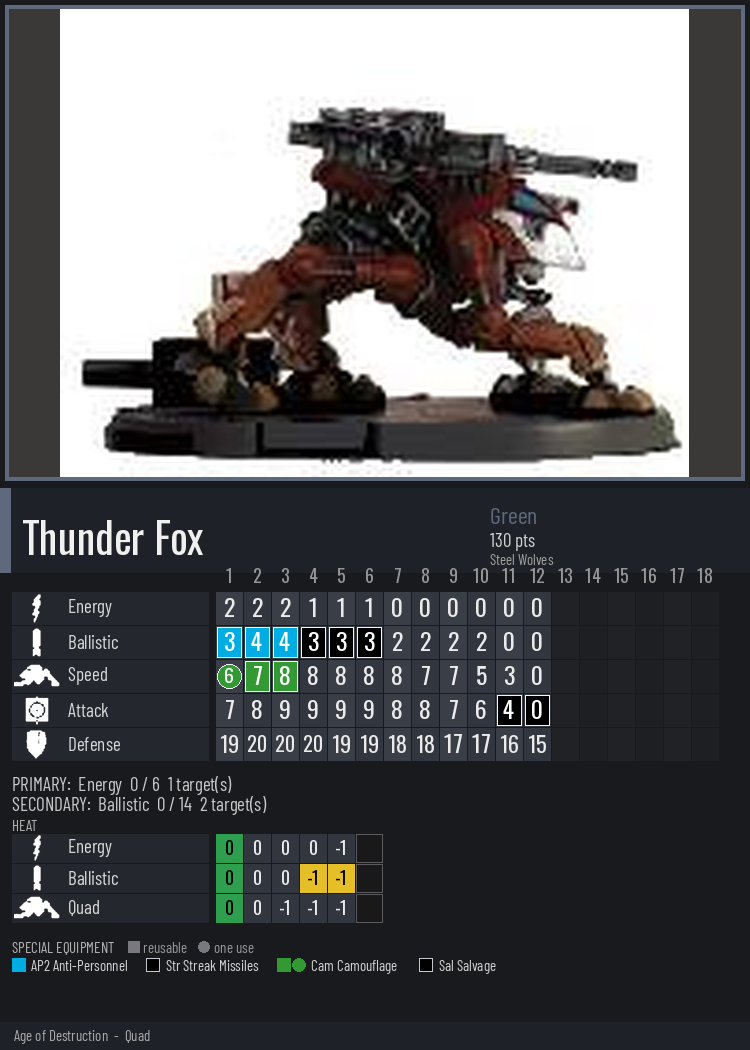 Thunder Fox
Green
130 pts
Steel Wolves
1 2 3 4 5 6 7 8 9 10 11 12 13 14 15 16 17 18
Energy 2 2 2 1 1 1 0 0 0 0 0 0
Ballistic 3 4 4 3 3 3 2 2 2 2 0 0
Speed 6 7 8 8 8 8 8 7 7 5 3 0
Attack 7 8 9 9 9 9 8 8 7 6 4 0
Defense 19 20 20 20 19 19 18 18 17 17 16 15
PRIMARY: Energy 0 / 6 1 target(s)
SECONDARY: Ballistic 0 / 14 2 target(s)
HEAT
Energy 0 0 0 0 -1
Ballistic 0 0 0 -1 -1
Quad 0 0 -1 -1 -1
SPECIAL EQUIPMENT reusable one use
AP2 Anti-Personnel Str Streak Missiles Cam Camouflage Sal Salvage
Age of Destruction - Quad